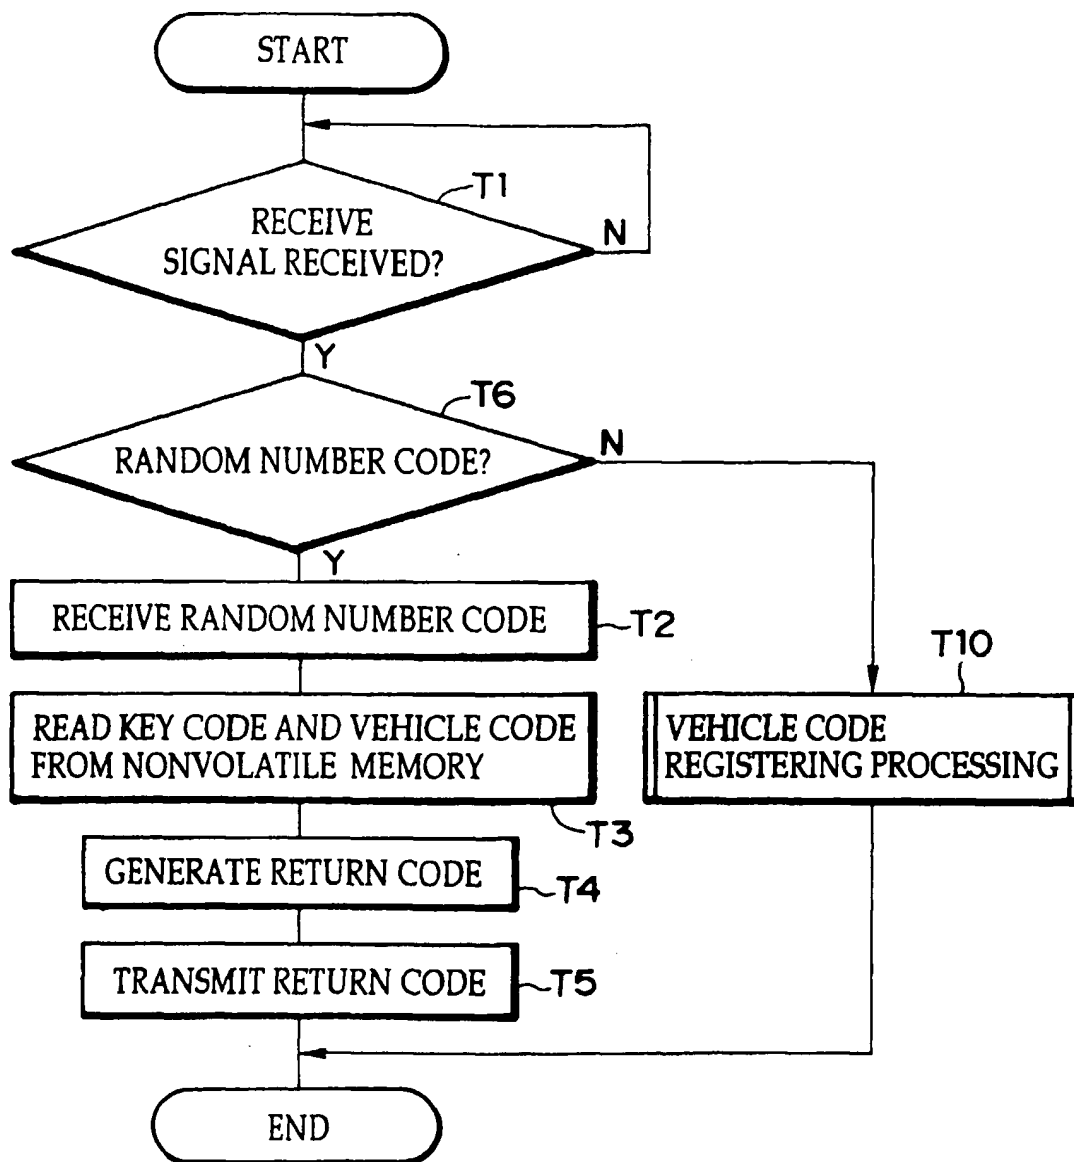 START
T1
RECEIVE
SIGNAL RECEIVED?
N
Y
T6
RANDOM NUMBER CODE?
N
Y
RECEIVE RANDOM NUMBER CODE
T2
T10
READ KEY CODE AND VEHICLE CODE
FROM NONVOLATILE MEMORY
VEHICLE CODE
REGISTERING PROCESSING
T3
GENERATE RETURN CODE
T4
TRANSMIT RETURN CODE
T5
END